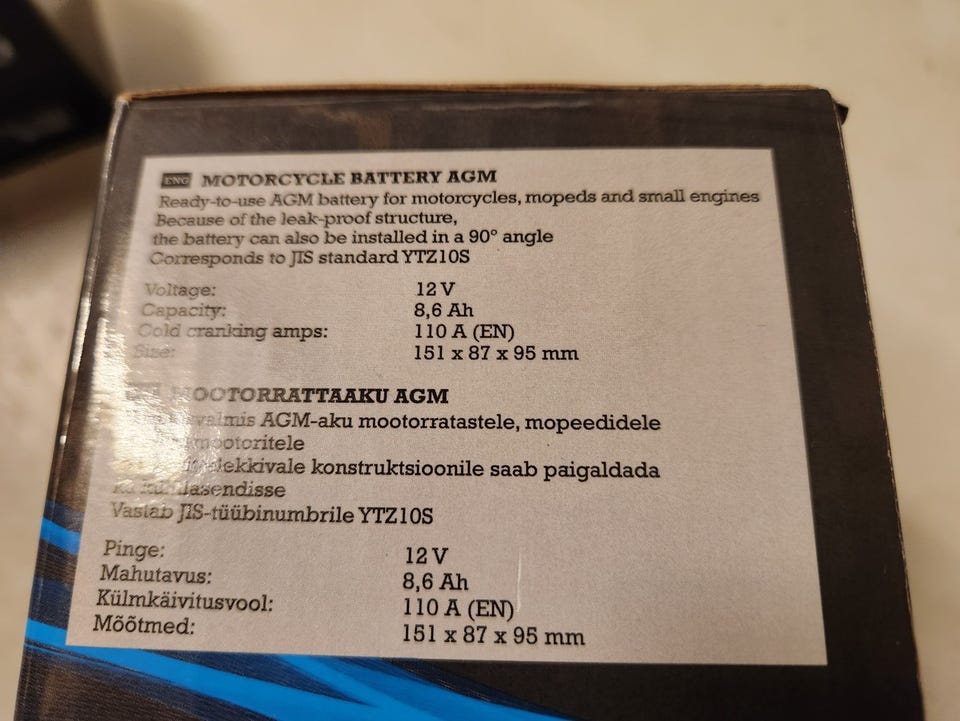 ENG MOTORCYCLE BATTERY AGM
Ready-to-use AGM battery for motorcycles, mopeds and small engines
Because of the leak-proof structure,
the battery can also be installed in a 90° angle
Corresponds to JIS standard YTZ10S
Voltage: 12 V
Capacity: 8,6 Ah
Cold cranking amps: 110 A (EN)
Size: 151 x 87 x 95 mm
MOOTORRATTAAKU AGM
AGM-aku mootorratastele, mopeedidele
konstruktsioonile saab paigaldada
Vastab JIS-tüübinumbrile YTZ10S
Pinge: 12 V
Mahutavus: 8,6 Ah
Külmkäivitusvool: 110 A (EN)
Mõõtmed: 151 x 87 x 95 mm